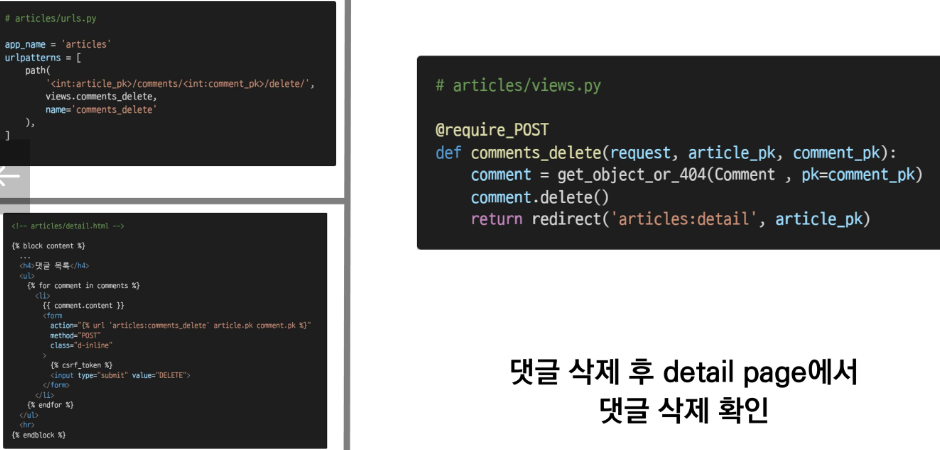 # articles/urls.py
app_name = 'articles'
urlpatterns = [
path(
'<int:article_pk>/comments/<int:comment_pk>/delete/',
views.comments_delete,
name='comments_delete'
),
]
<!-- articles/detail.html -->
{% block content %}
...
<h4>댓글 목록</h4>
<ul>
{% for comment in comments %}
<li>
{{ comment.content }}
<form
action="{% url 'articles:comments_delete' article.pk comment.pk %}"
method="POST"
class="d-inline"
>
{% csrf_token %}
<input type="submit" value="DELETE">
</form>
</li>
{% endfor %}
</ul>
<hr>
{% endblock %}
# articles/views.py
@require_POST
def comments_delete(request, article_pk, comment_pk):
comment = get_object_or_404(Comment , pk=comment_pk)
comment.delete()
return redirect('articles:detail', article_pk)
댓글 삭제 후 detail page에서
댓글 삭제 확인